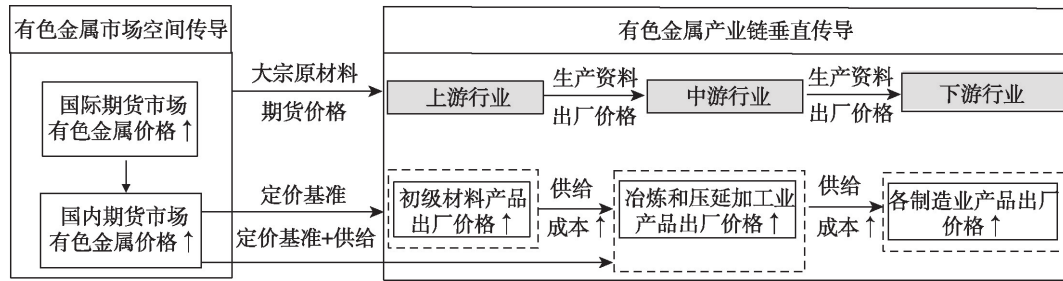 有色金属市场空间传导
有色金属产业链垂直传导
国际期货市场
有色金属价格↑
国内期货市场
有色金属价格↑
大宗原材料
期货价格
定价基准
定价基准+供给
上游行业
生产资料
出厂价格
中游行业
生产资料
出厂价格
下游行业
初级材料产品
出厂价格↑
供给
成本↑
冶炼和压延加工业
产品出厂价格↑
供给
成本↑
各制造业产品出厂
价格↑